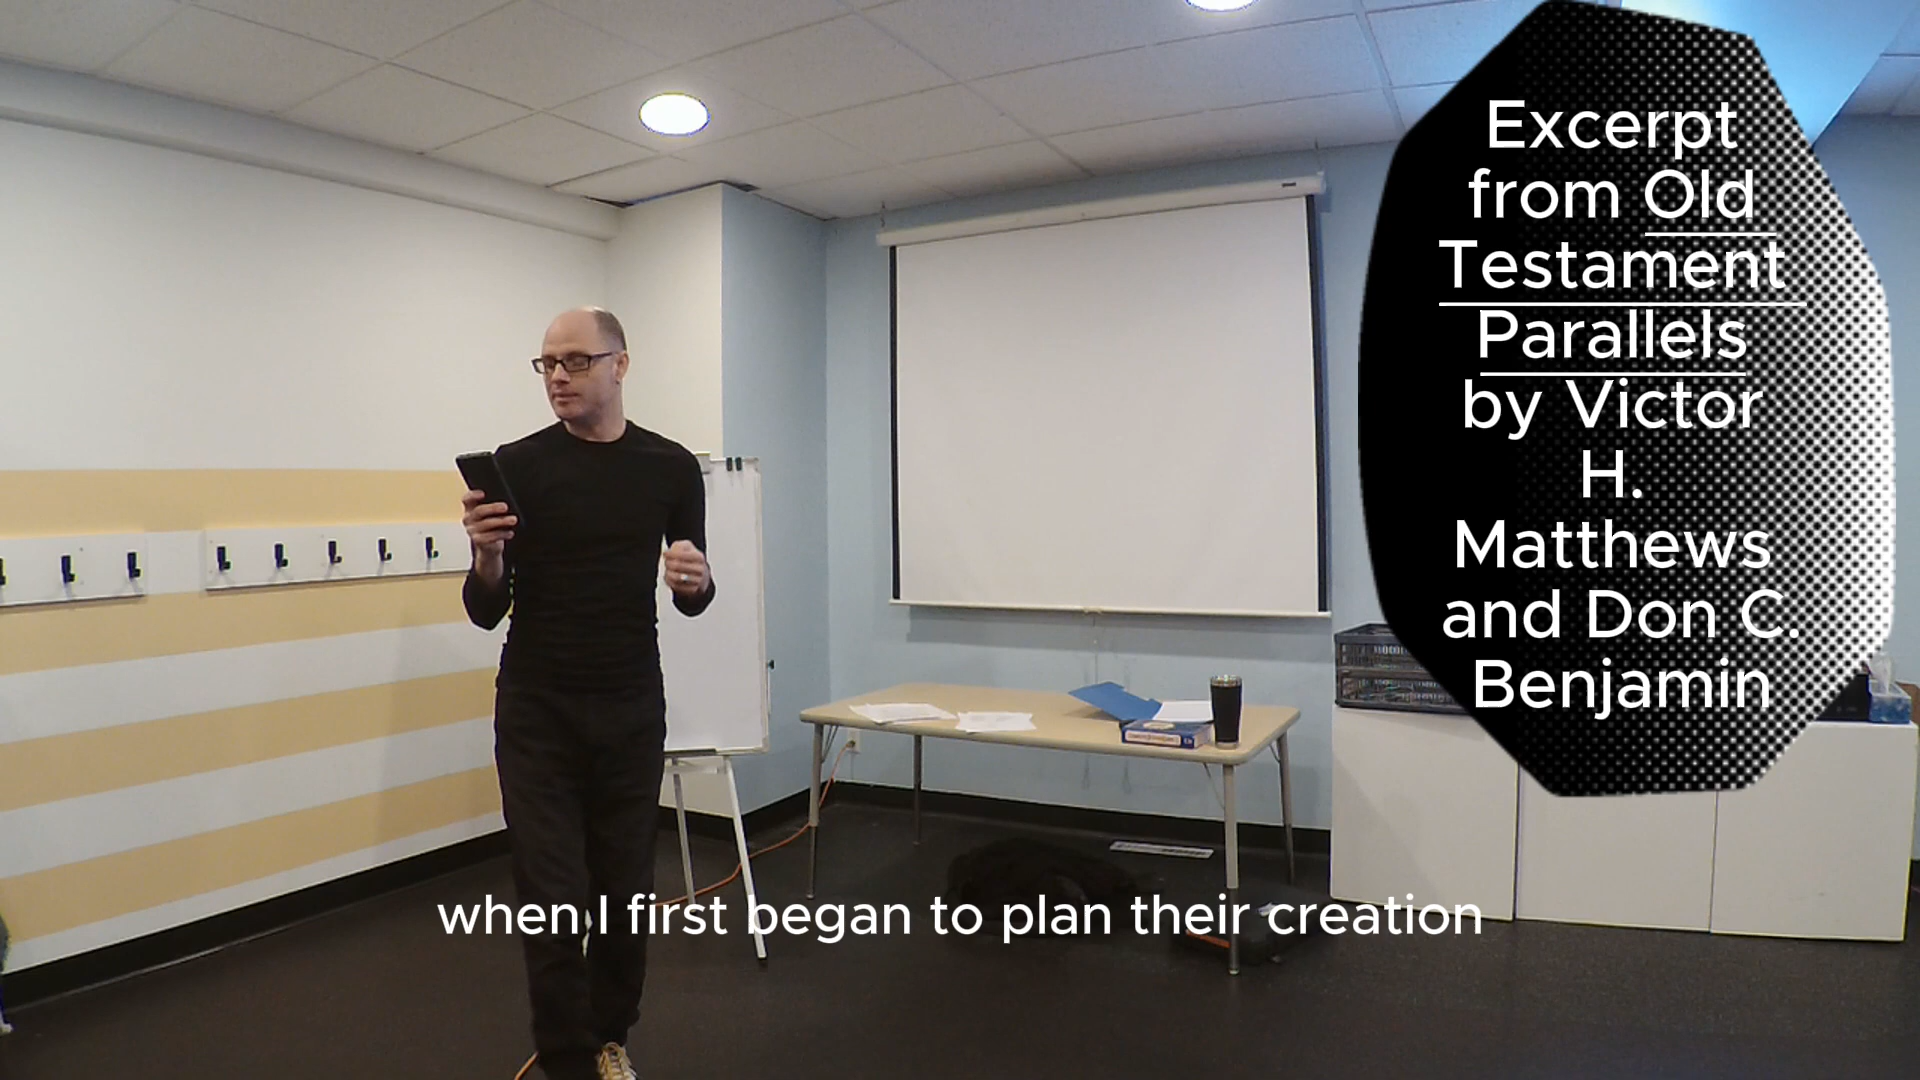 Excerpt
from Old
Testament
Parallels
by Victor
H.
Matthews
and Don C.
Benjamin
when I first began to plan their creation